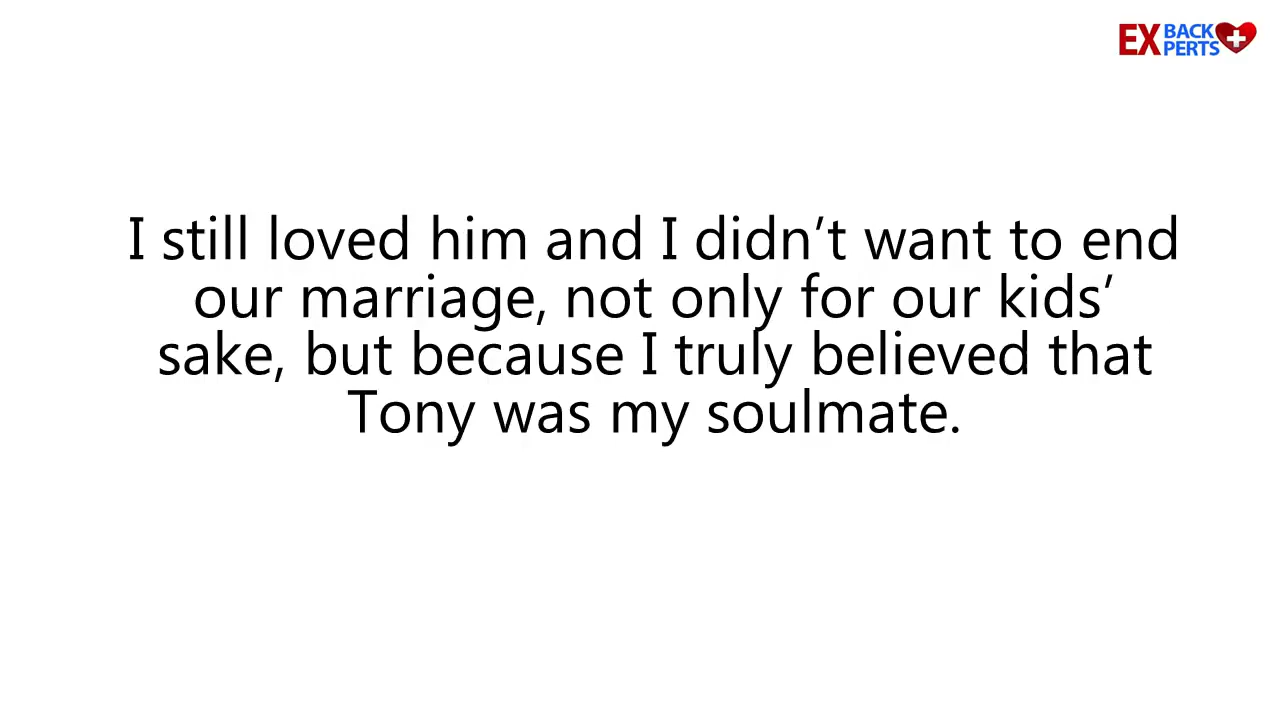 EX BACK
PERTS
I still loved him and I didn’t want to end
our marriage, not only for our kids’
sake, but because I truly believed that
Tony was my soulmate.